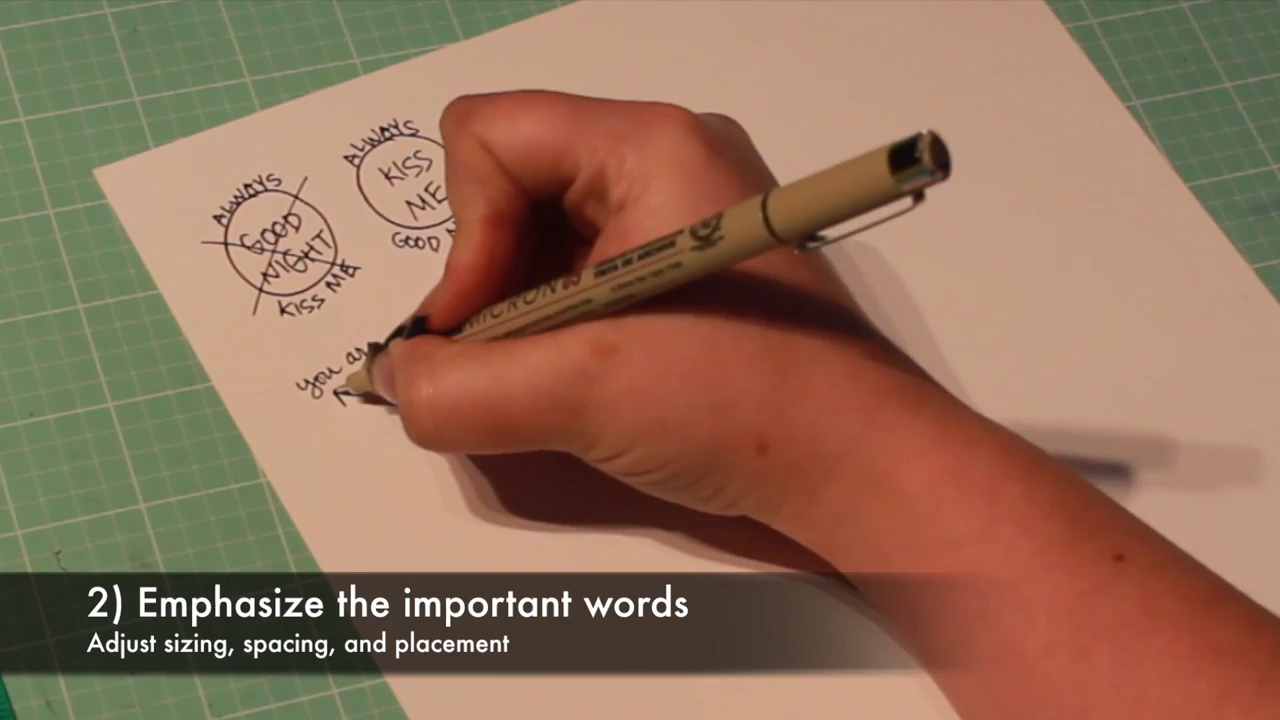 ALWAYS
GOOD
NIGHT
KISS ME
ALWAYS
KISS
ME
GOOD
you
MICRON 05
2) Emphasize the important words
Adjust sizing, spacing, and placement